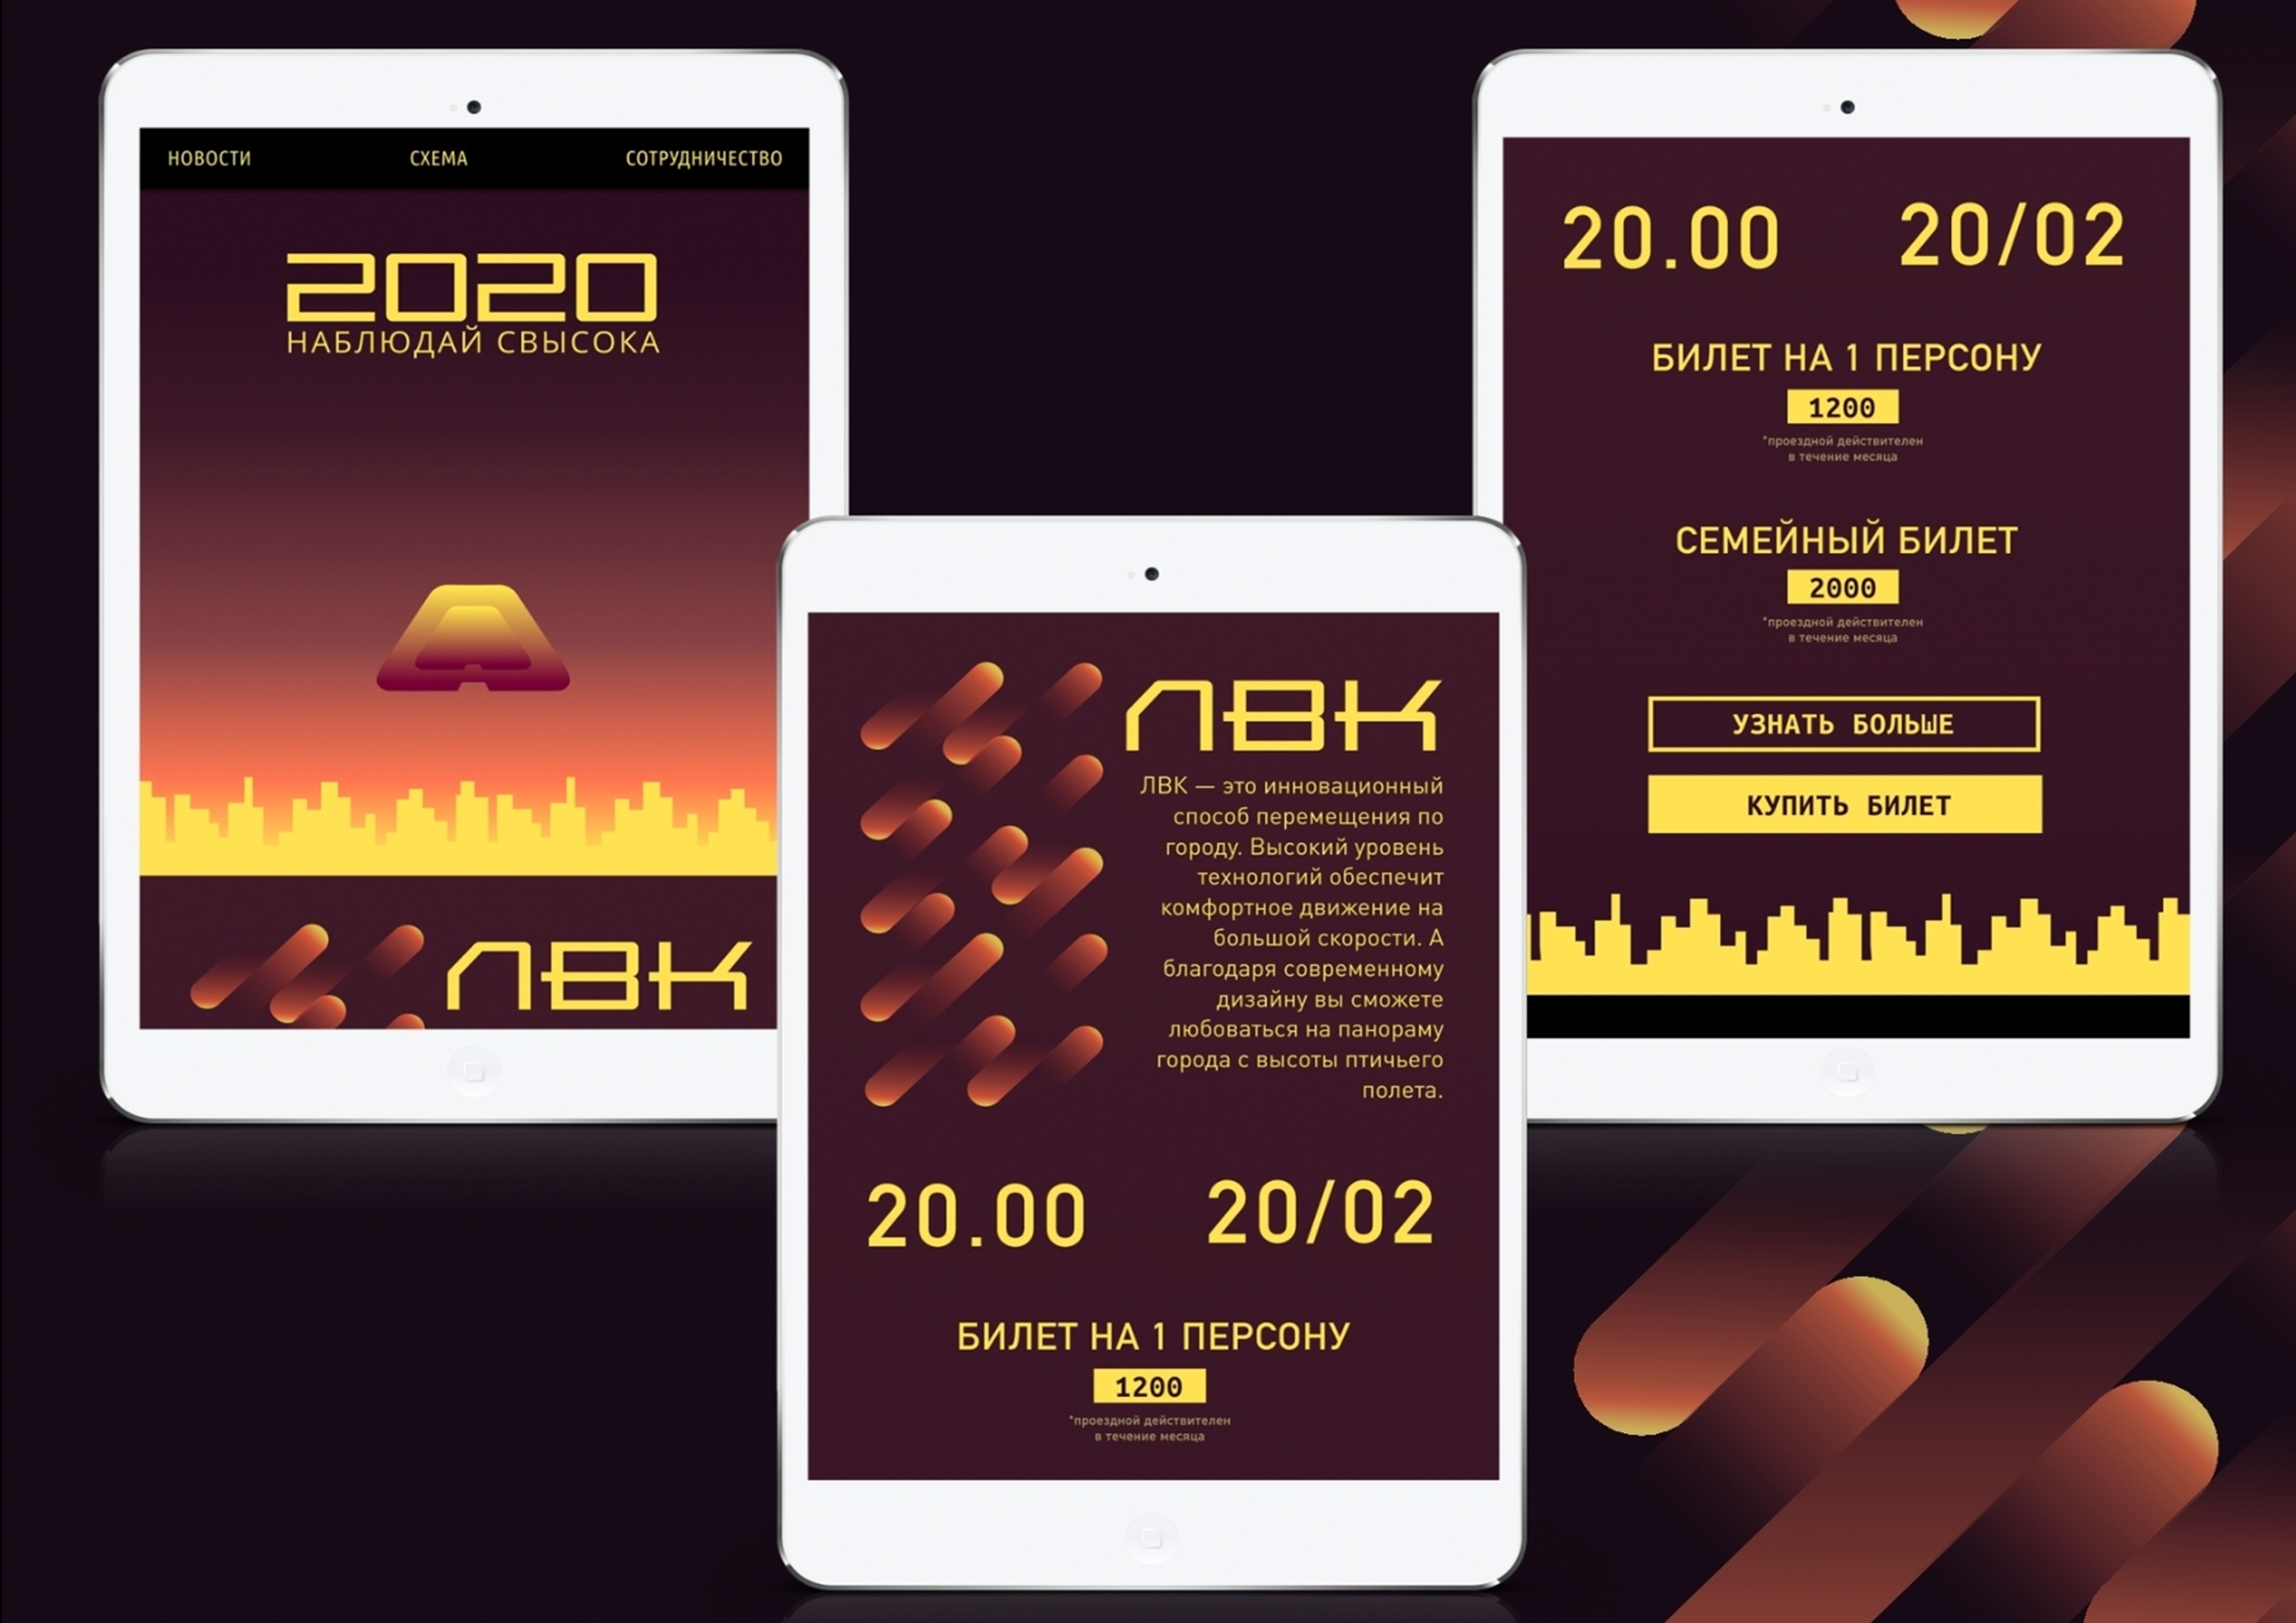 НОВОСТИ СХЕМА СОТРУДНИЧЕСТВО
2020
НАБЛЮДАЙ СВЫСОКА
ЛВК
ЛВК
ЛВК — это инновационный
способ перемещения по
городу. Высокий уровень
технологий обеспечит
комфортное движение на
большой скорости. А
благодаря современному
дизайну вы сможете
любоваться на панораму
города с высоты птичьего
полета.
20.00 20/02
БИЛЕТ НА 1 ПЕРСОНУ
1200
*проездной действителен
в течение месяца
20.00 20/02
БИЛЕТ НА 1 ПЕРСОНУ
1200
*проездной действителен
в течение месяца
СЕМЕЙНЫЙ БИЛЕТ
2000
*проездной действителен
в течение месяца
УЗНАТЬ БОЛЬШЕ
КУПИТЬ БИЛЕТ